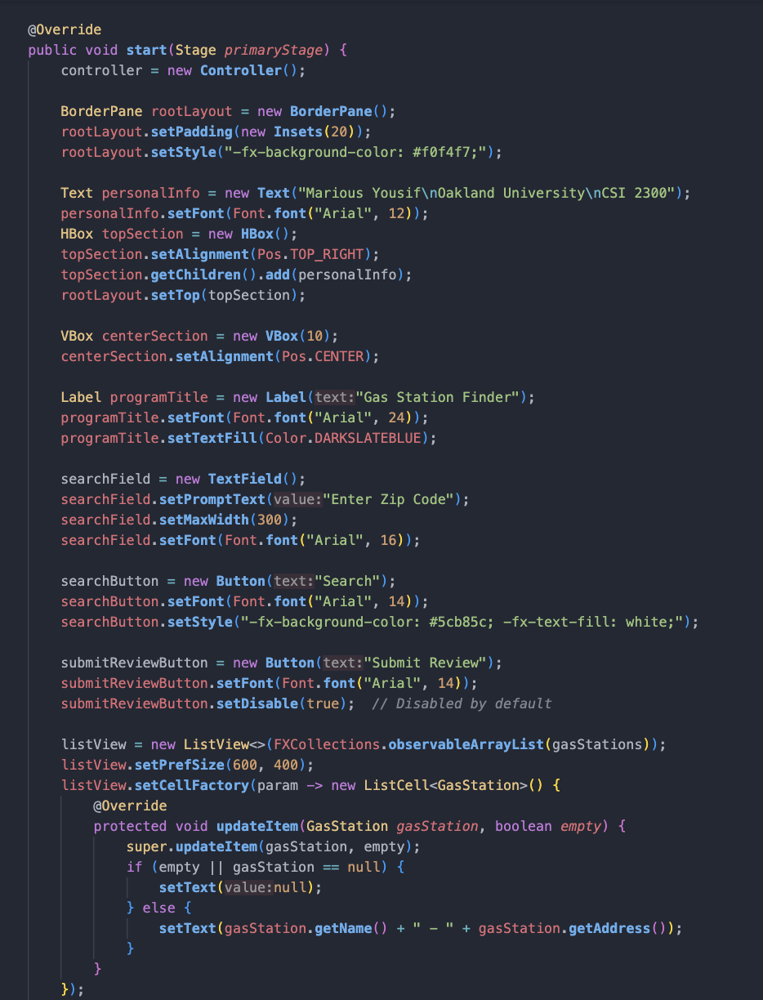 @Override
public void start(Stage primaryStage) {
    controller = new Controller();

    BorderPane rootLayout = new BorderPane();
    rootLayout.setPadding(new Insets(20));
    rootLayout.setStyle("-fx-background-color: #f0f4f7;");

    Text personalInfo = new Text("Marious Yousif\nOakland University\nCSI 2300");
    personalInfo.setFont(Font.font("Arial", 12));
    HBox topSection = new HBox();
    topSection.setAlignment(Pos.TOP_RIGHT);
    topSection.getChildren().add(personalInfo);
    rootLayout.setTop(topSection);

    VBox centerSection = new VBox(10);
    centerSection.setAlignment(Pos.CENTER);

    Label programTitle = new Label(text:"Gas Station Finder");
    programTitle.setFont(Font.font("Arial", 24));
    programTitle.setTextFill(Color.DARKSLATEBLUE);

    searchField = new TextField();
    searchField.setPromptText(value:"Enter Zip Code");
    searchField.setMaxWidth(300);
    searchField.setFont(Font.font("Arial", 16));

    searchButton = new Button(text:"Search");
    searchButton.setFont(Font.font("Arial", 14));
    searchButton.setStyle("-fx-background-color: #5cb85c; -fx-text-fill: white;");

    submitReviewButton = new Button(text:"Submit Review");
    submitReviewButton.setFont(Font.font("Arial", 14));
    submitReviewButton.setDisable(true);  // Disabled by default

    listView = new ListView<>(FXCollections.observableArrayList(gasStations));
    listView.setPrefSize(600, 400);
    listView.setCellFactory(param -> new ListCell<GasStation>() {
        @Override
        protected void updateItem(GasStation gasStation, boolean empty) {
            super.updateItem(gasStation, empty);
            if (empty || gasStation == null) {
                setText(value:null);
            } else {
                setText(gasStation.getName() + " - " + gasStation.getAddress());
            }
        }
    });